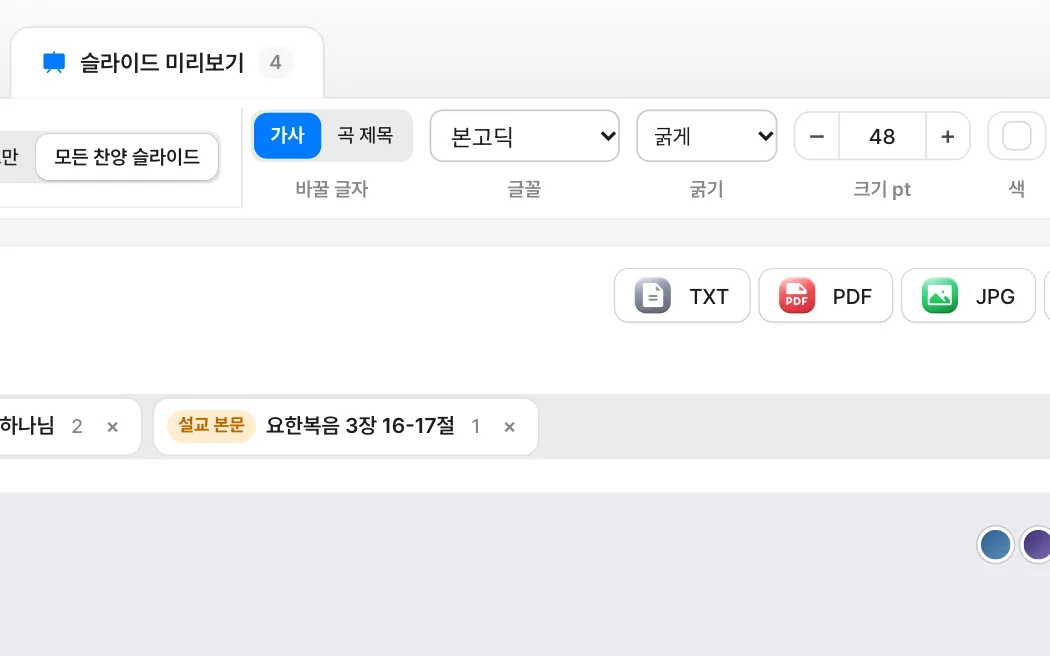 슬라이드 미리보기 4
만 모든 찬양 슬라이드
가사 곡 제목 본고딕 굵게 − 48 +
바꿀 글자 글꼴 굵기 크기 pt 색
TXT PDF PDF JPG
하나님 2 × 설교 본문 요한복음 3장 16-17절 1 ×